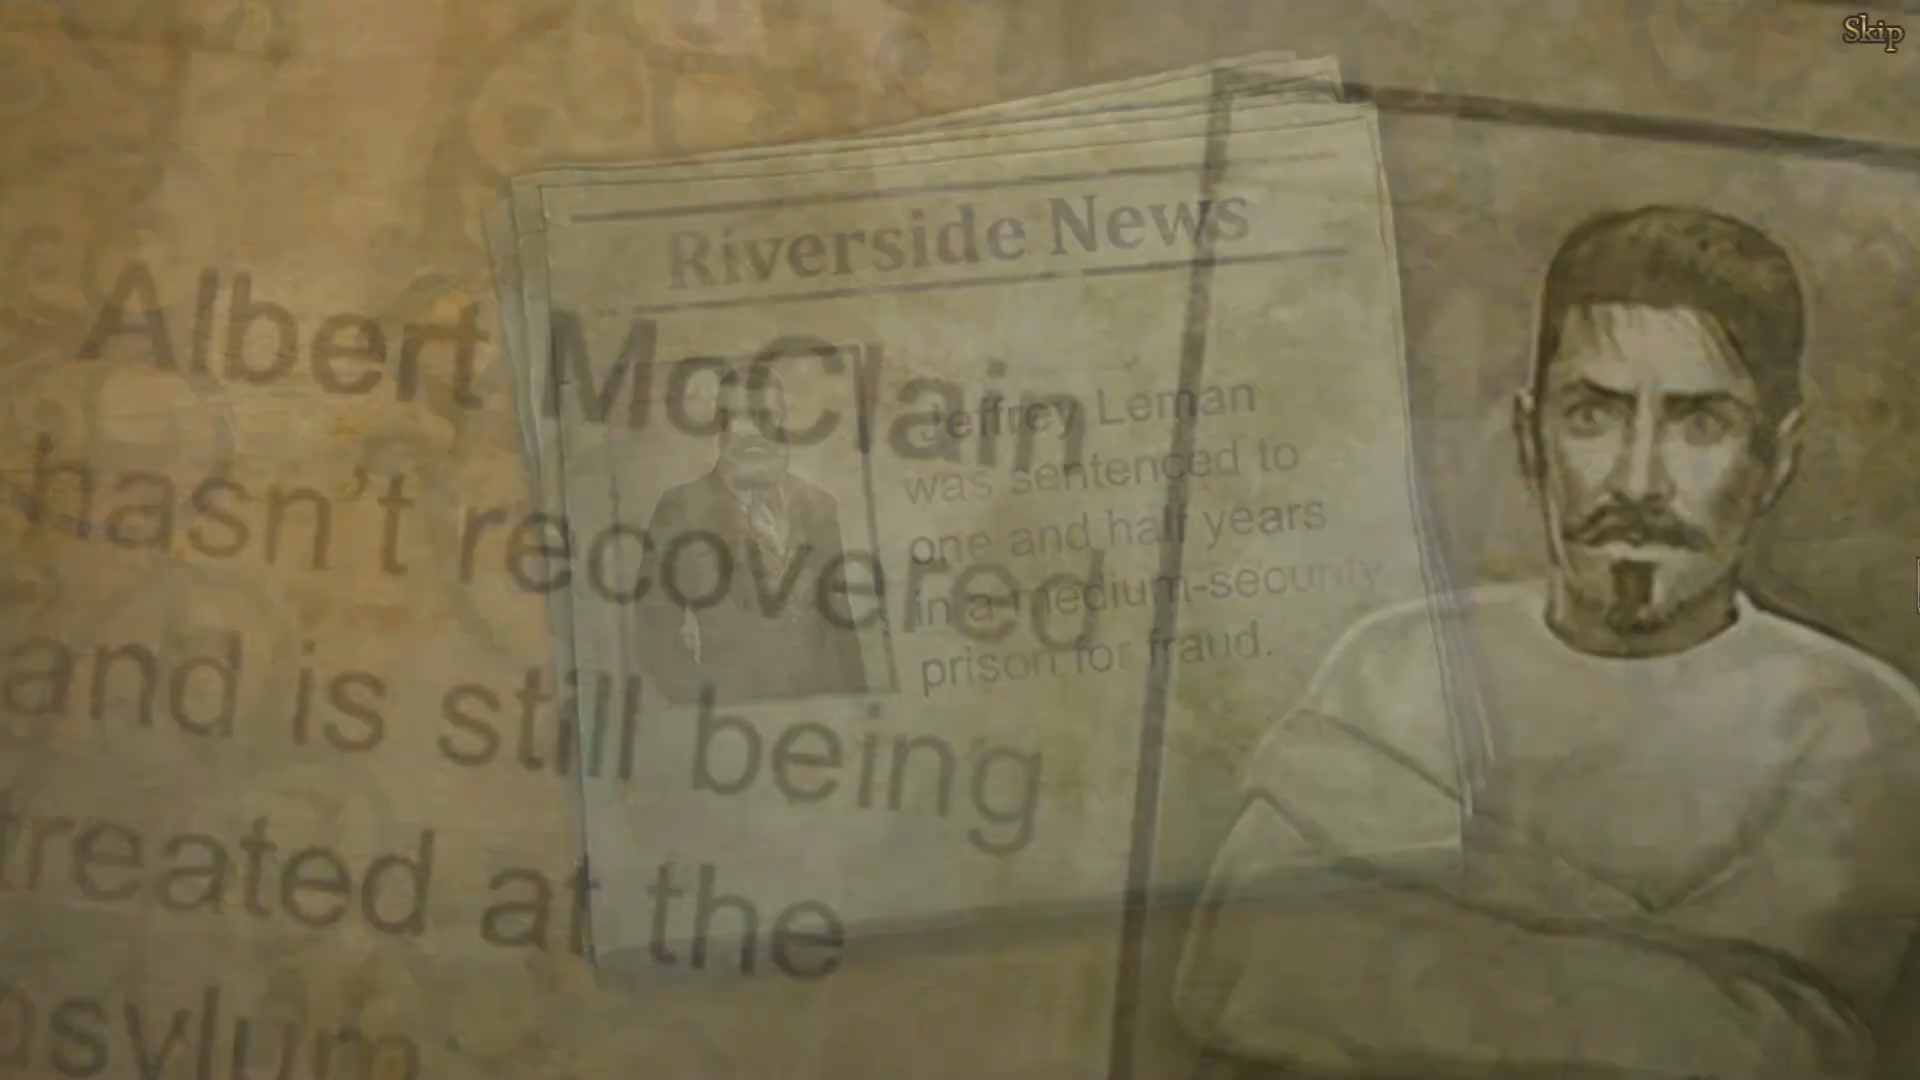 Skip
Riverside News
Jeffrey Leman
was sentenced to
one and half years
in a medium-security
prison for fraud.
Albert McClain
hasn't recovered
and is still being
treated at the
asylum